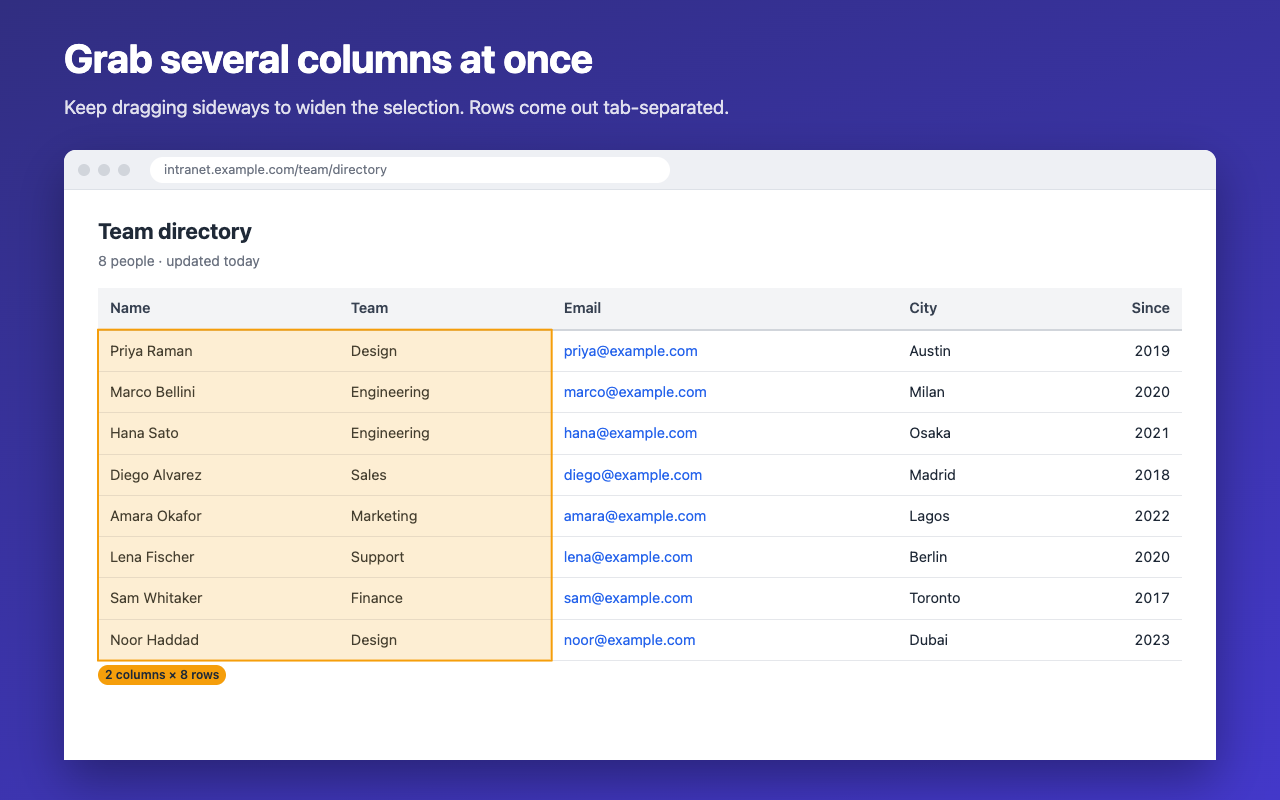 Grab several columns at once
Keep dragging sideways to widen the selection. Rows come out tab-separated.
intranet.example.com/team/directory
Team directory
8 people · updated today
Name Team Email City Since
Priya Raman Design priya@example.com Austin 2019
Marco Bellini Engineering marco@example.com Milan 2020
Hana Sato Engineering hana@example.com Osaka 2021
Diego Alvarez Sales diego@example.com Madrid 2018
Amara Okafor Marketing amara@example.com Lagos 2022
Lena Fischer Support lena@example.com Berlin 2020
Sam Whitaker Finance sam@example.com Toronto 2017
Noor Haddad Design noor@example.com Dubai 2023
2 columns × 8 rows